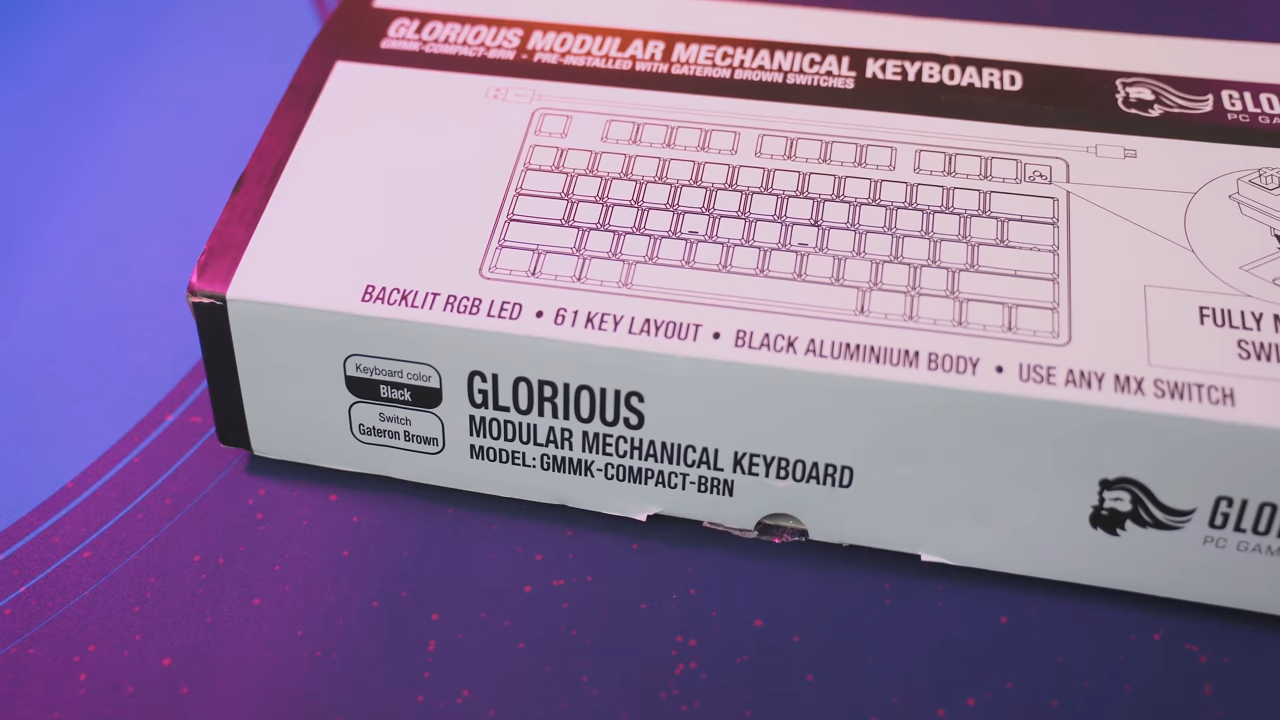 GLORIOUS MODULAR MECHANICAL KEYBOARD
GMMK-COMPACT-BRN - PRE-INSTALLED WITH GATERON BROWN SWITCHES
GLO
PC GA
FULLY
SWI
BACKLIT RGB LED • 61 KEY LAYOUT • BLACK ALUMINIUM BODY • USE ANY MX SWITCH
Keyboard color
Black
Switch
Gateron Brown
GLORIOUS
MODULAR MECHANICAL KEYBOARD
MODEL: GMMK-COMPACT-BRN
GLO
PC GAM